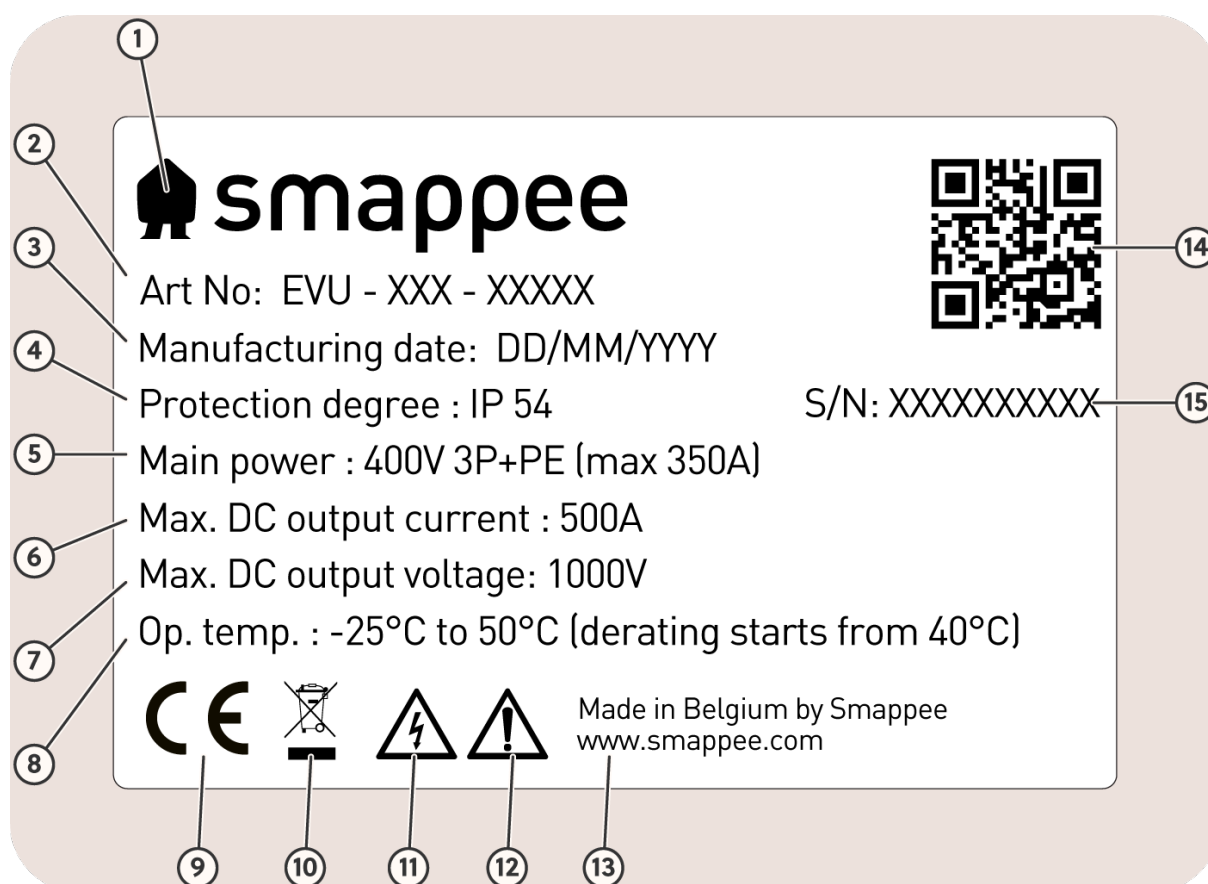 1
2
smappee
3
Art No: EVU - XXX - XXXXX
14
Manufacturing date: DD/MM/YYYY
4
Protection degree : IP 54
S/N: XXXXXXXXXX
15
5
Main power : 400V 3P+PE (max 350A)
Max. DC output current : 500A
6
Max. DC output voltage: 1000V
7
Op. temp. : -25°C to 50°C (derating starts from 40°C)
8
CE
Made in Belgium by Smappee
www.smappee.com
9
10
11
12
13